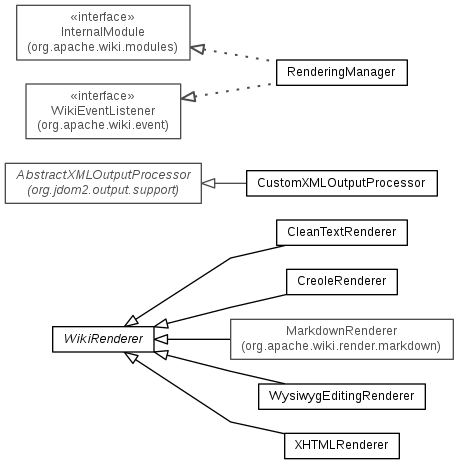 «interface»
InternalModule
(org.apache.wiki.modules)
RenderingManager
«interface»
WikiEventListener
(org.apache.wiki.event)
AbstractXMLOutputProcessor
(org.jdom2.output.support)
CustomXMLOutputProcessor
CleanTextRenderer
CreoleRenderer
WikiRenderer
MarkdownRenderer
(org.apache.wiki.render.markdown)
WysiwygEditingRenderer
XHTMLRenderer